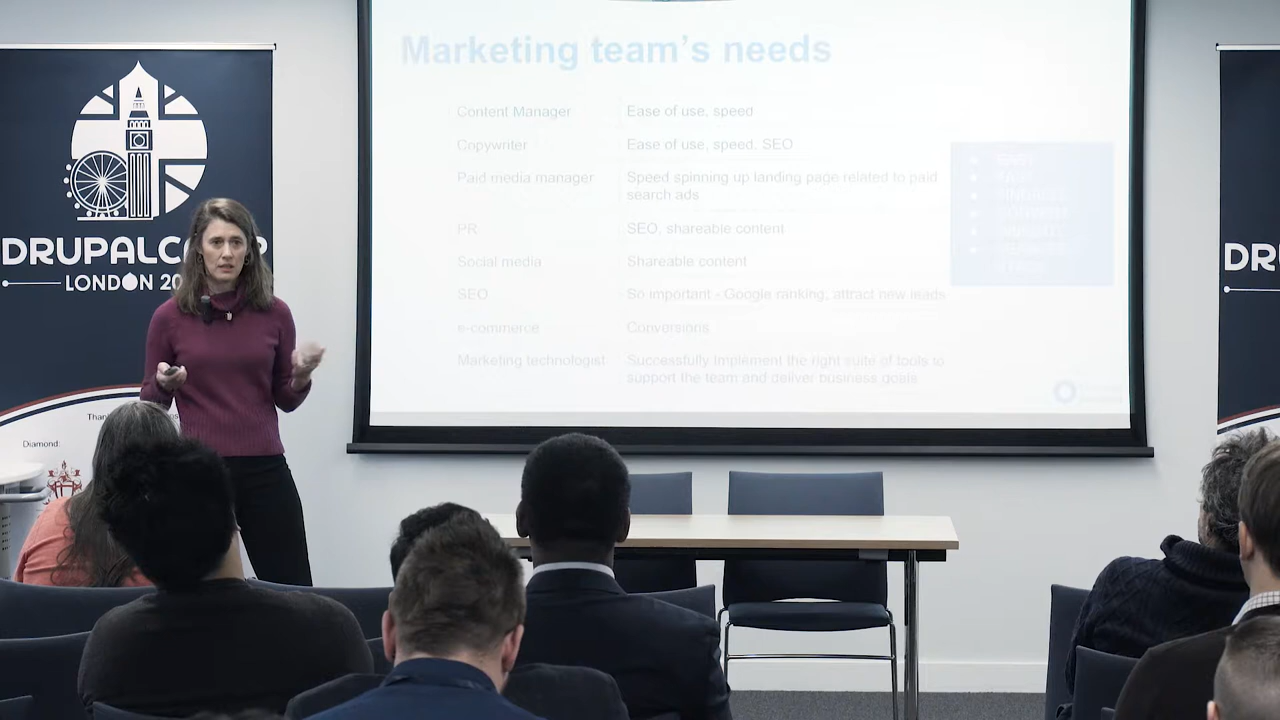 Marketing team's needs
Content Manager Ease of use, speed
Copywriter Ease of use, speed, SEO
Paid media manager Speed spinning up landing page related to paid
search ads
PR SEO, shareable content
Social media Shareable content
SEO So important - Google ranking, attract new leads
e-commerce Conversions
Marketing technologist Successfully implement the right suite of tools to
support the team and deliver business goals
DRUPALC P
LONDON 20
Diamond:
DRU